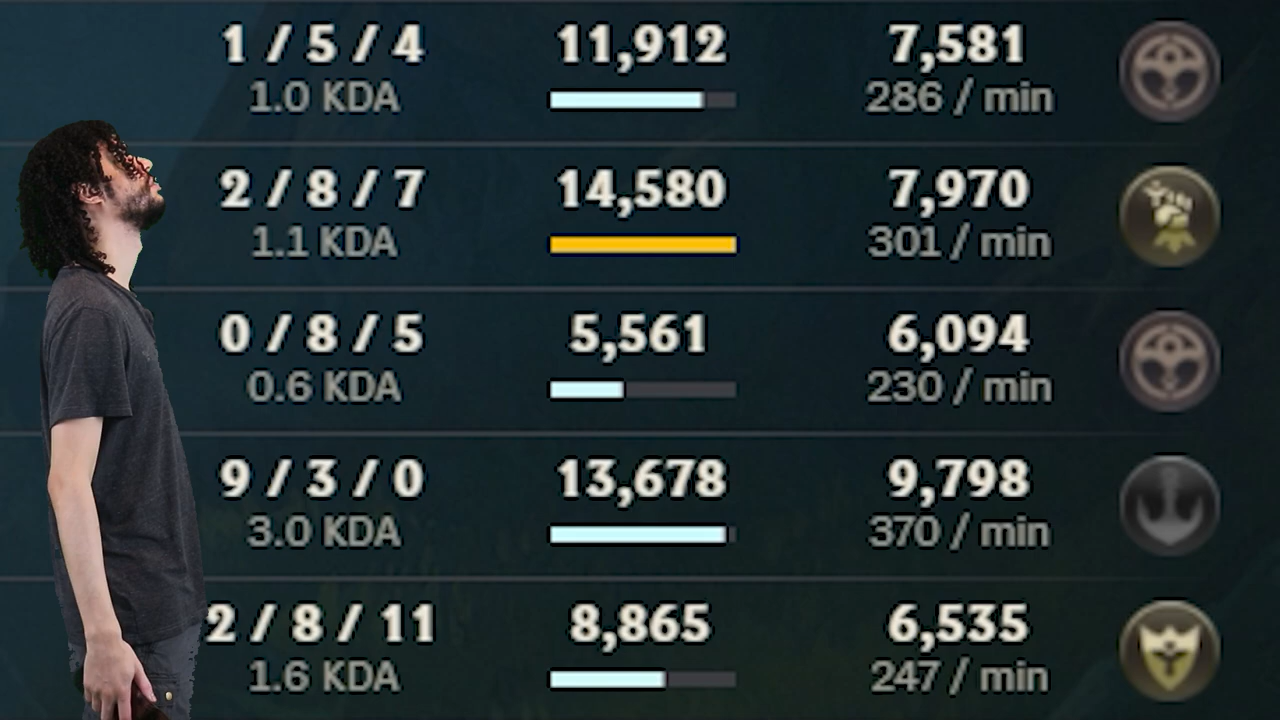 1 / 5 / 4 11,912 7,581
1.0 KDA 286 / min
2 / 8 / 7 14,580 7,970
1.1 KDA 301 / min
0 / 8 / 5 5,561 6,094
0.6 KDA 230 / min
9 / 3 / 0 13,678 9,798
3.0 KDA 370 / min
2 / 8 / 11 8,865 6,535
1.6 KDA 247 / min